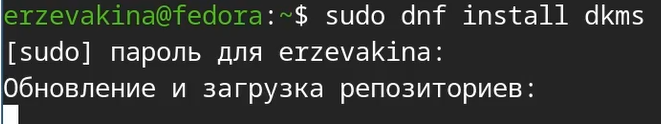 erzevakina@fedora:~$ sudo dnf install dkms
[sudo] пароль для erzevakina:
Обновление и загрузка репозиториев: